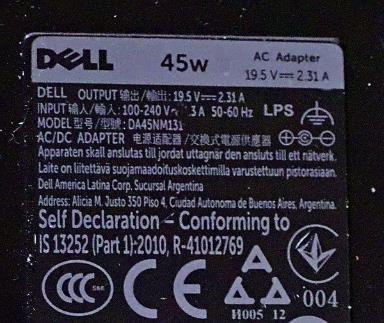 DELL 45w AC Adapter
19.5 V⎓2.31 A
DELL OUTPUT 输出/輸出: 19.5 V⎓2.31 A
INPUT 输入/輸入: 100-240 V~ .3 A 50-60 Hz LPS
MODEL 型号/型號: DA45NM131
AC/DC ADAPTER 电源适配器/交換式電源供應器
Apparaten skall anslutas till jordat uttag när den ansluts till ett nätverk.
Laite on liitettävä suojamaadoituskoskettimilla varustettuun pistorasiaan.
Dell America Latina Corp, Sucursal Argentina
Address: Alicia M. Justo 350 Piso 4, Ciudad Autonoma de Buenos Aires, Argentina.
Self Declaration – Conforming to
IS 13252 (Part 1):2010, R-41012769
CCC S&E CE 004
И005 12